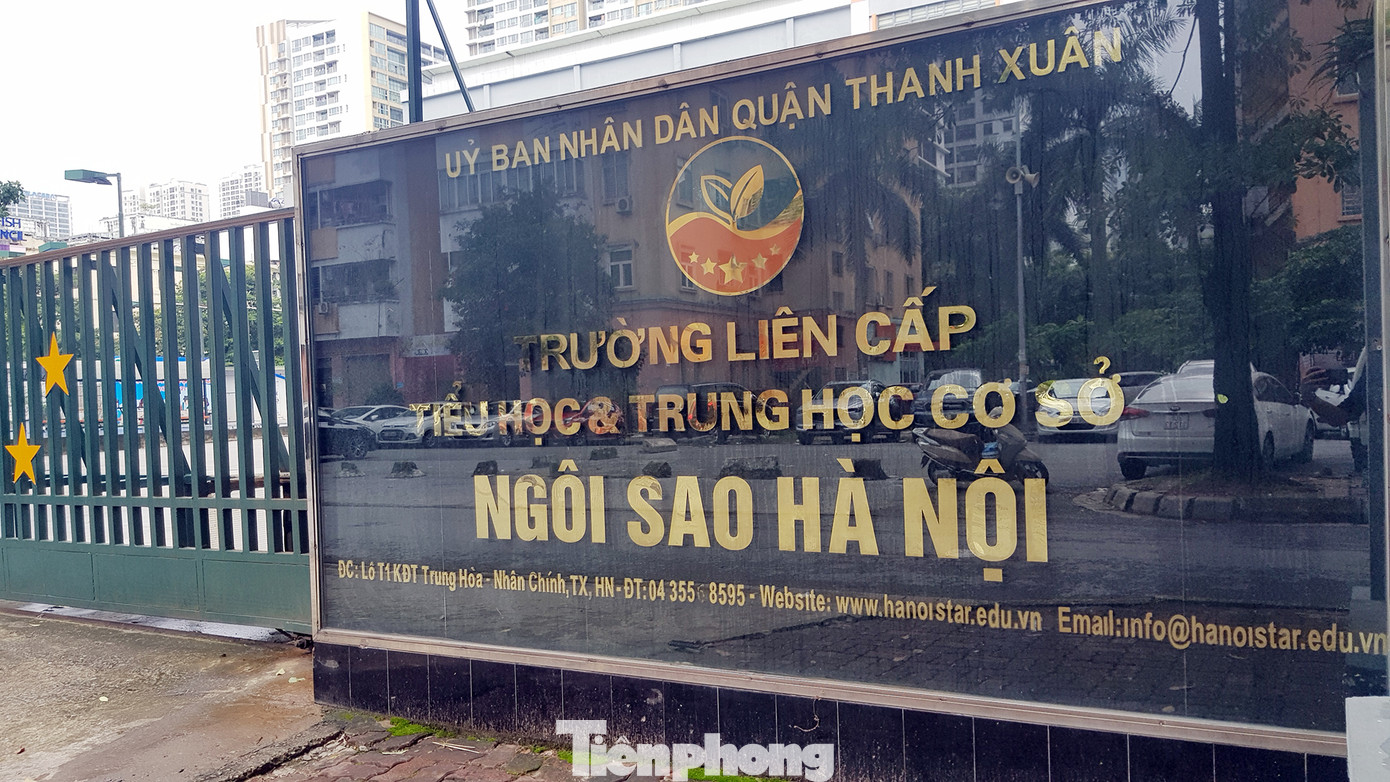 UỶ BAN NHÂN DÂN QUẬN THANH XUÂN
TRƯỜNG LIÊN CẤP
TIỂU HỌC & TRUNG HỌC CƠ SỞ
NGÔI SAO HÀ NỘI
ĐC: Lô T1 KĐT Trung Hòa - Nhân Chính, TX, HN - ĐT: 04 3556 8595 - Website: www.hanoistar.edu.vn Email: info@hanoistar.edu.vn
Tiênphong